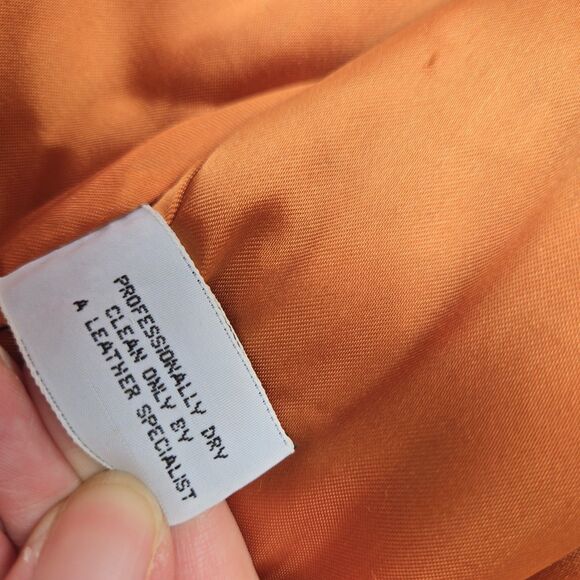 PROFESSIONALLY DRY
CLEAN ONLY BY
A LEATHER SPECIALIST